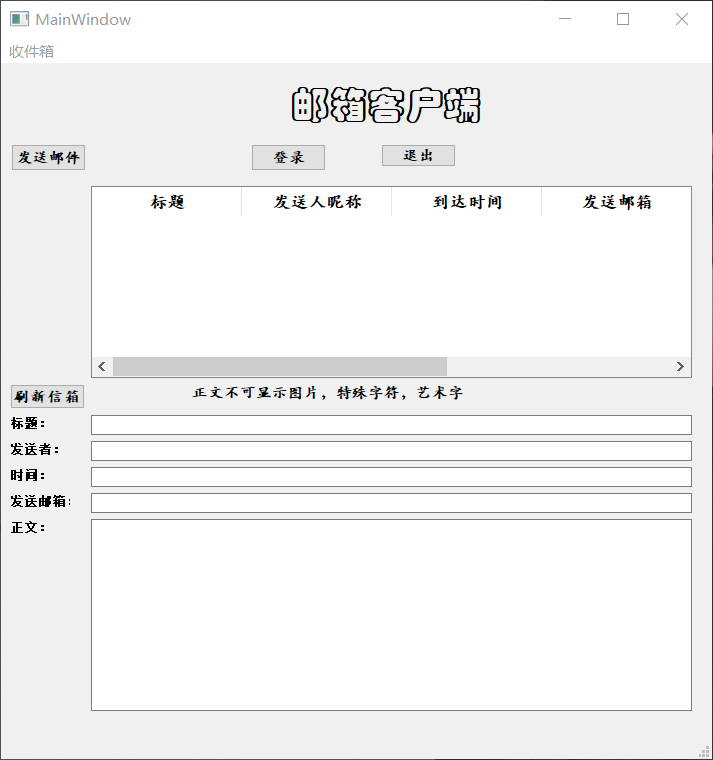 MainWindow
收件箱
邮箱客户端
发送邮件 登录 退出
标题 发送人昵称 到达时间 发送邮箱
刷新信箱 正文不可显示图片，特殊字符，艺术字
标题：
发送者：
时间：
发送邮箱：
正文：